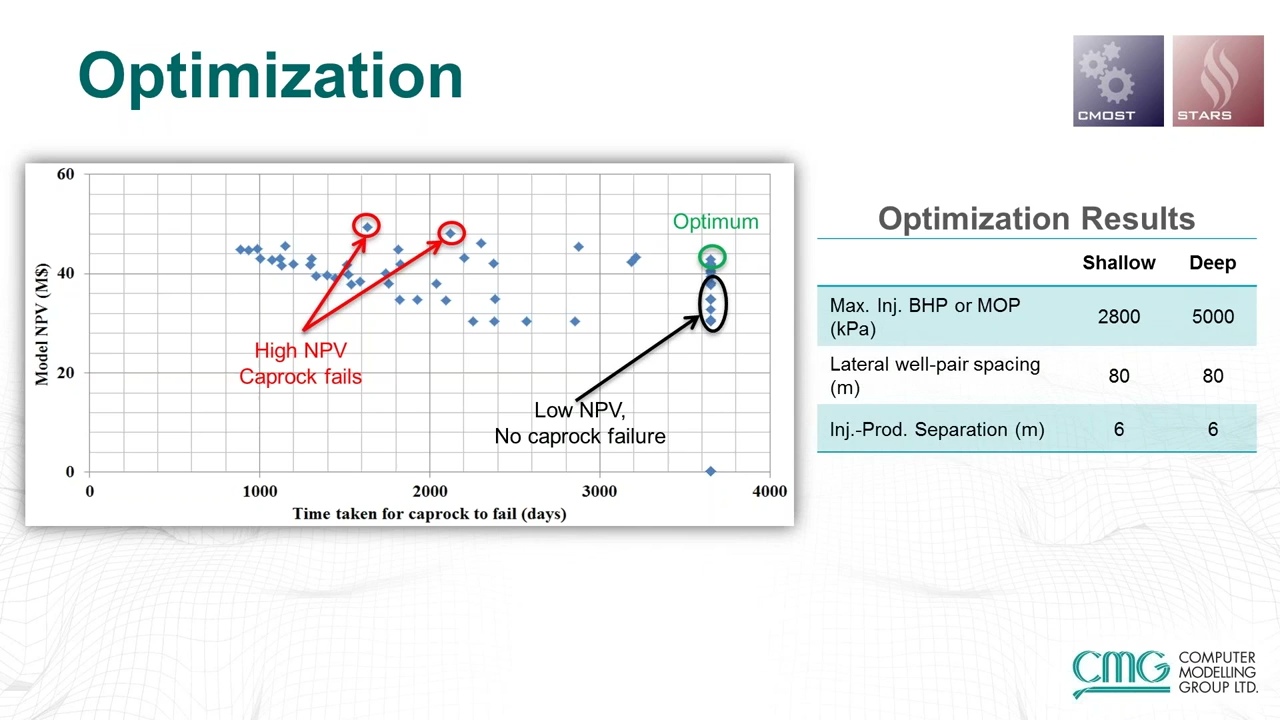 Optimization
CMOST
STARS
60
40
20
0
0
1000
2000
3000
4000
Model NPV (M$)
Time taken for caprock to fail (days)
High NPV
Caprock fails
Optimum
Low NPV,
No caprock failure
Optimization Results
Shallow Deep
Max. Inj. BHP or MOP
(kPa)
2800 5000
Lateral well-pair spacing
(m)
80 80
Inj.-Prod. Separation (m) 6 6
CMG
COMPUTER
MODELLING
GROUP LTD.